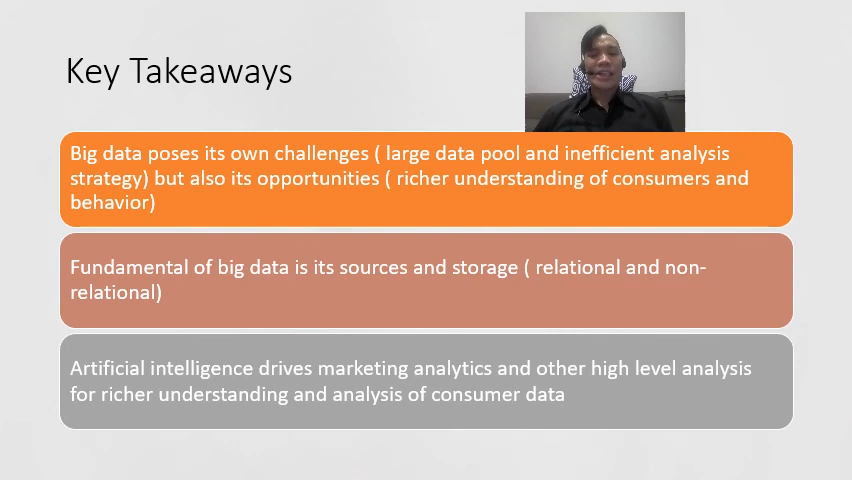 Key Takeaways
Big data poses its own challenges ( large data pool and inefficient analysis
strategy) but also its opportunities ( richer understanding of consumers and
behavior)
Fundamental of big data is its sources and storage ( relational and non-
relational)
Artificial intelligence drives marketing analytics and other high level analysis
for richer understanding and analysis of consumer data